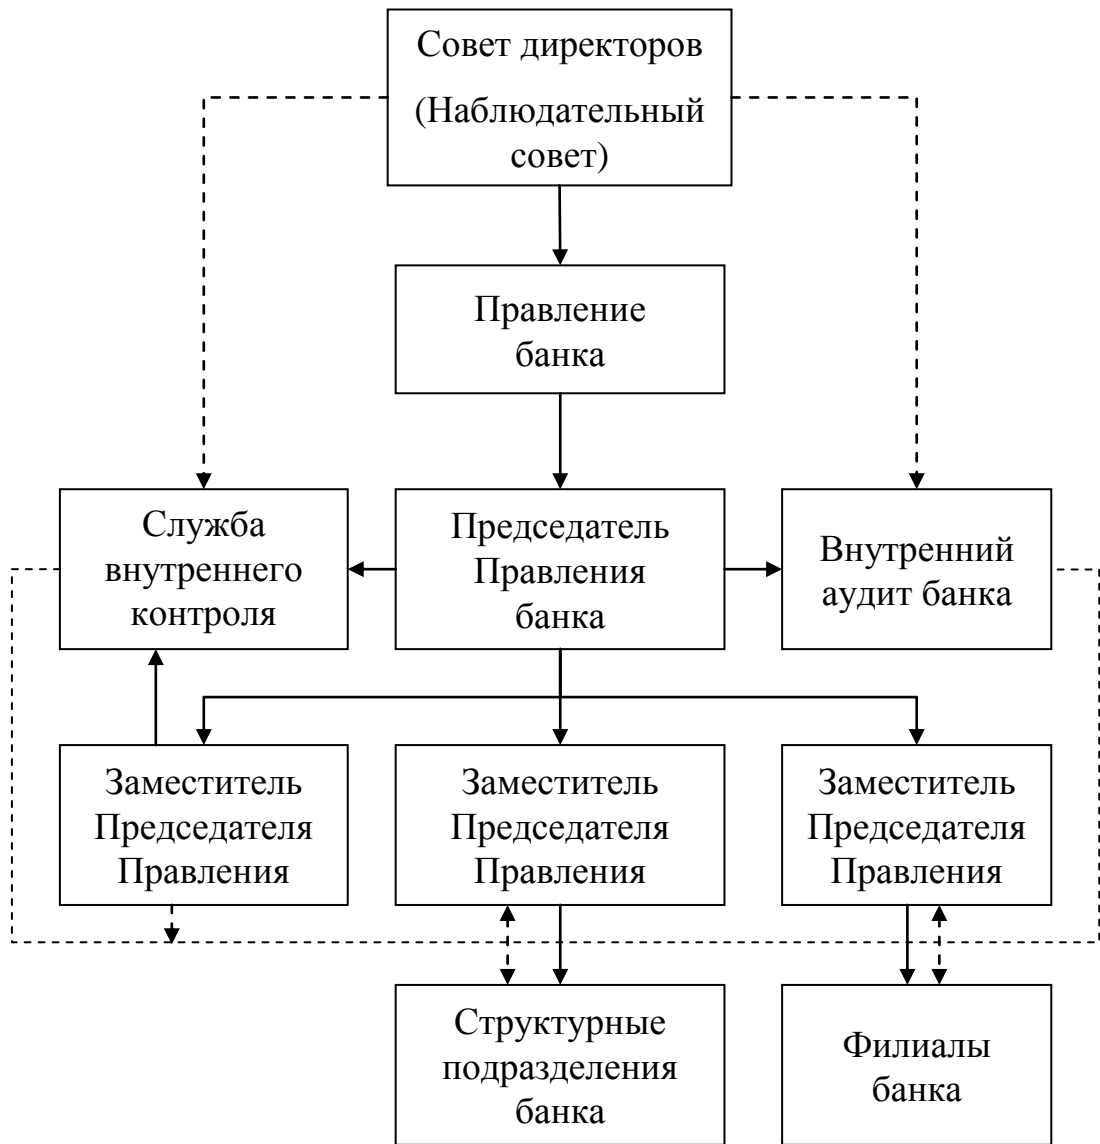 Совет директоров
(Наблюдательный
совет)
Правление
банка
Служба
внутреннего
контроля
Председатель
Правления
банка
Внутренний
аудит банка
Заместитель
Председателя
Правления
Заместитель
Председателя
Правления
Заместитель
Председателя
Правления
Структурные
подразделения
банка
Филиалы
банка